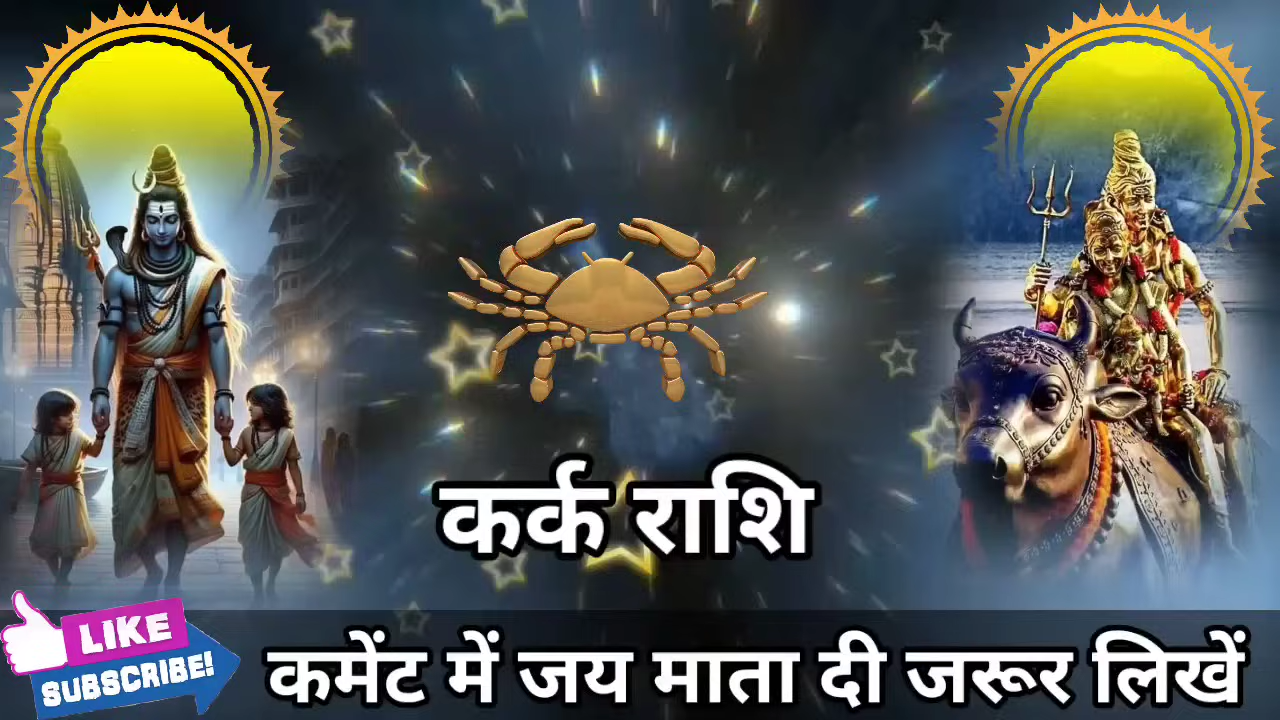 कर्क राशि
LIKE
SUBSCRIBE!
कमेंट में जय माता दी जरूर लिखें